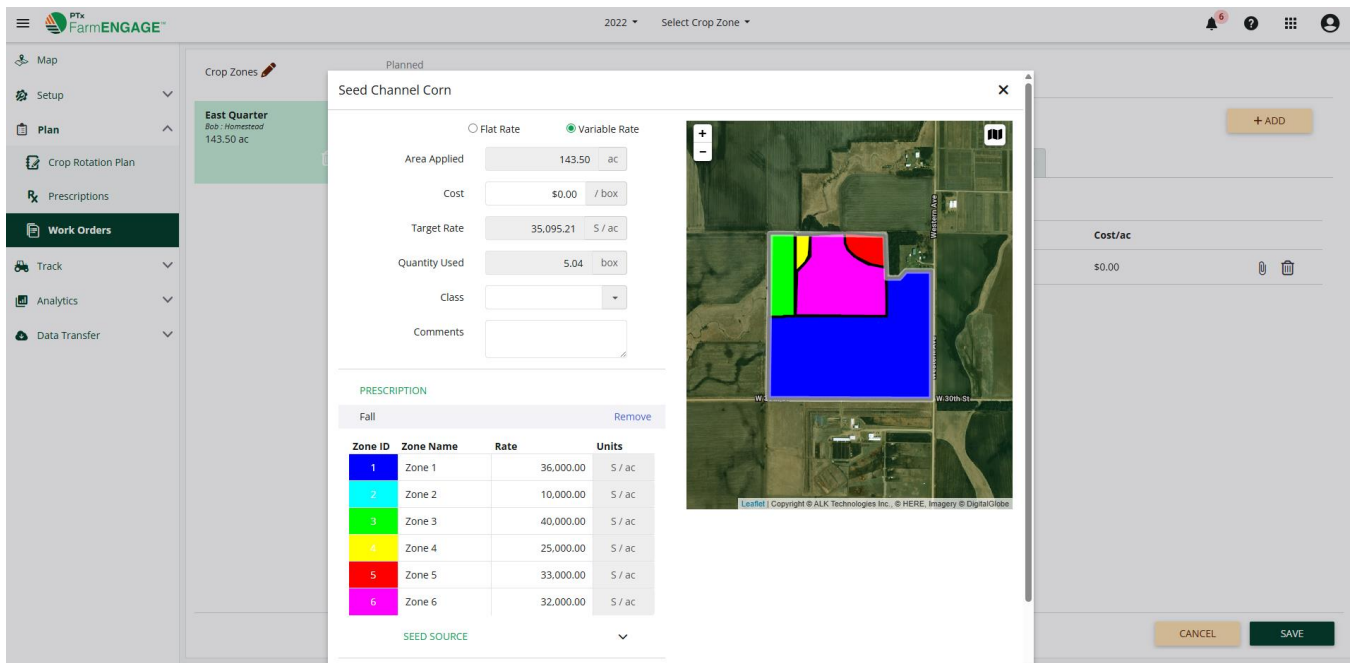 PTx
FarmENGAGE™
2022
Select Crop Zone
6
Map
Setup
Plan
Crop Rotation Plan
Prescriptions
Work Orders
Track
Analytics
Data Transfer
Crop Zones
Planned
East Quarter
Bob : Homestead
143.50 ac
+ ADD
Cost/ac
$0.00
CANCEL
SAVE
Seed Channel Corn
Flat Rate
Variable Rate
Area Applied 143.50 ac
Cost $0.00 / box
Target Rate 35,095.21 S / ac
Quantity Used 5.04 box
Class
Comments
PRESCRIPTION
Fall Remove
Zone ID Zone Name Rate Units
1 Zone 1 36,000.00 S / ac
2 Zone 2 10,000.00 S / ac
3 Zone 3 40,000.00 S / ac
4 Zone 4 25,000.00 S / ac
5 Zone 5 33,000.00 S / ac
6 Zone 6 32,000.00 S / ac
SEED SOURCE
+
-
Western Ave
W 30th St
Leaflet | Copyright © ALK Technologies Inc., © HERE, Imagery © DigitalGlobe